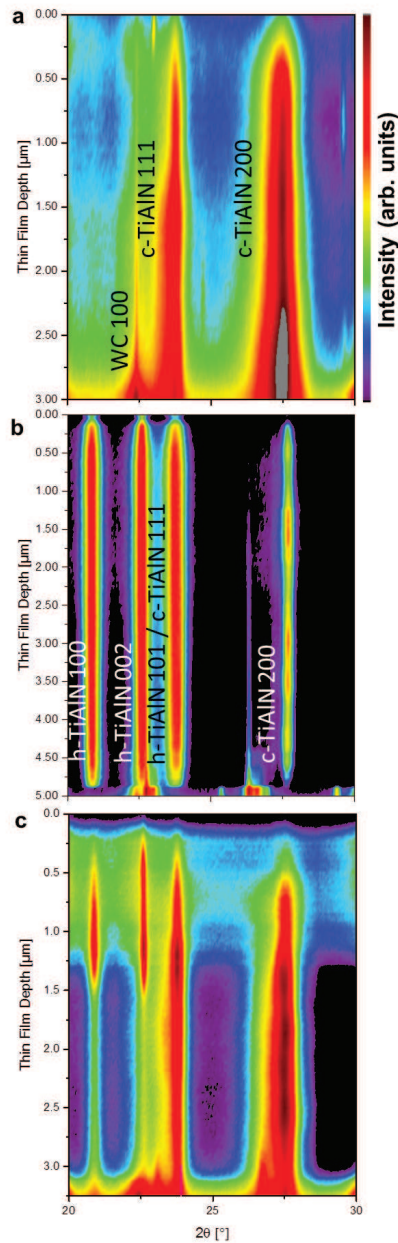 a
0.00
0.50
1.00
1.50
2.00
2.50
3.00
Thin Film Depth [µm]
WC 100
c-TiAlN 111
c-TiAlN 200
Intensity (arb. units)
b
0.00
0.50
1.00
1.50
2.00
2.50
3.00
3.50
4.00
4.50
5.00
Thin Film Depth [µm]
h-TiAlN 100
h-TiAlN 002
h-TiAlN 101 / c-TiAlN 111
c-TiAlN 200
c
0.0
0.5
1.0
1.5
2.0
2.5
3.0
Thin Film Depth [µm]
20
25
30
2θ [°]